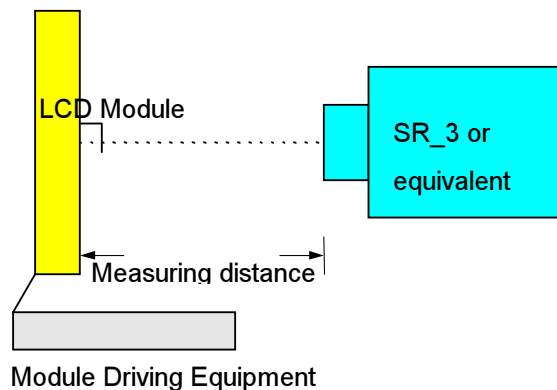 LCD Module
SR_3 or
equivalent
Measuring distance
Module Driving Equipment